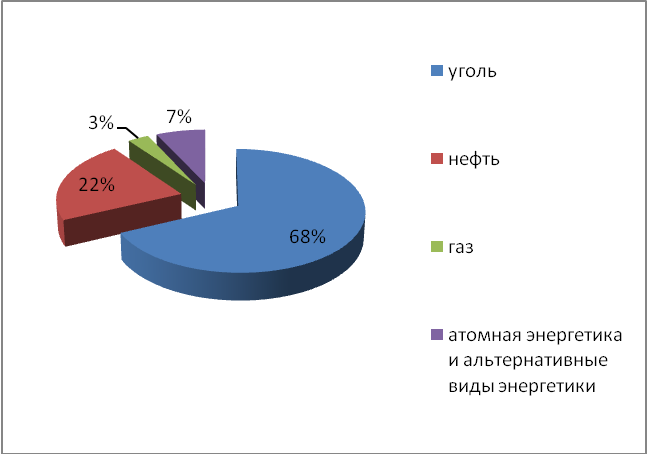 7%
3%
22%
68%
уголь
нефть
газ
атомная энергетика
и альтернативные
виды энергетики